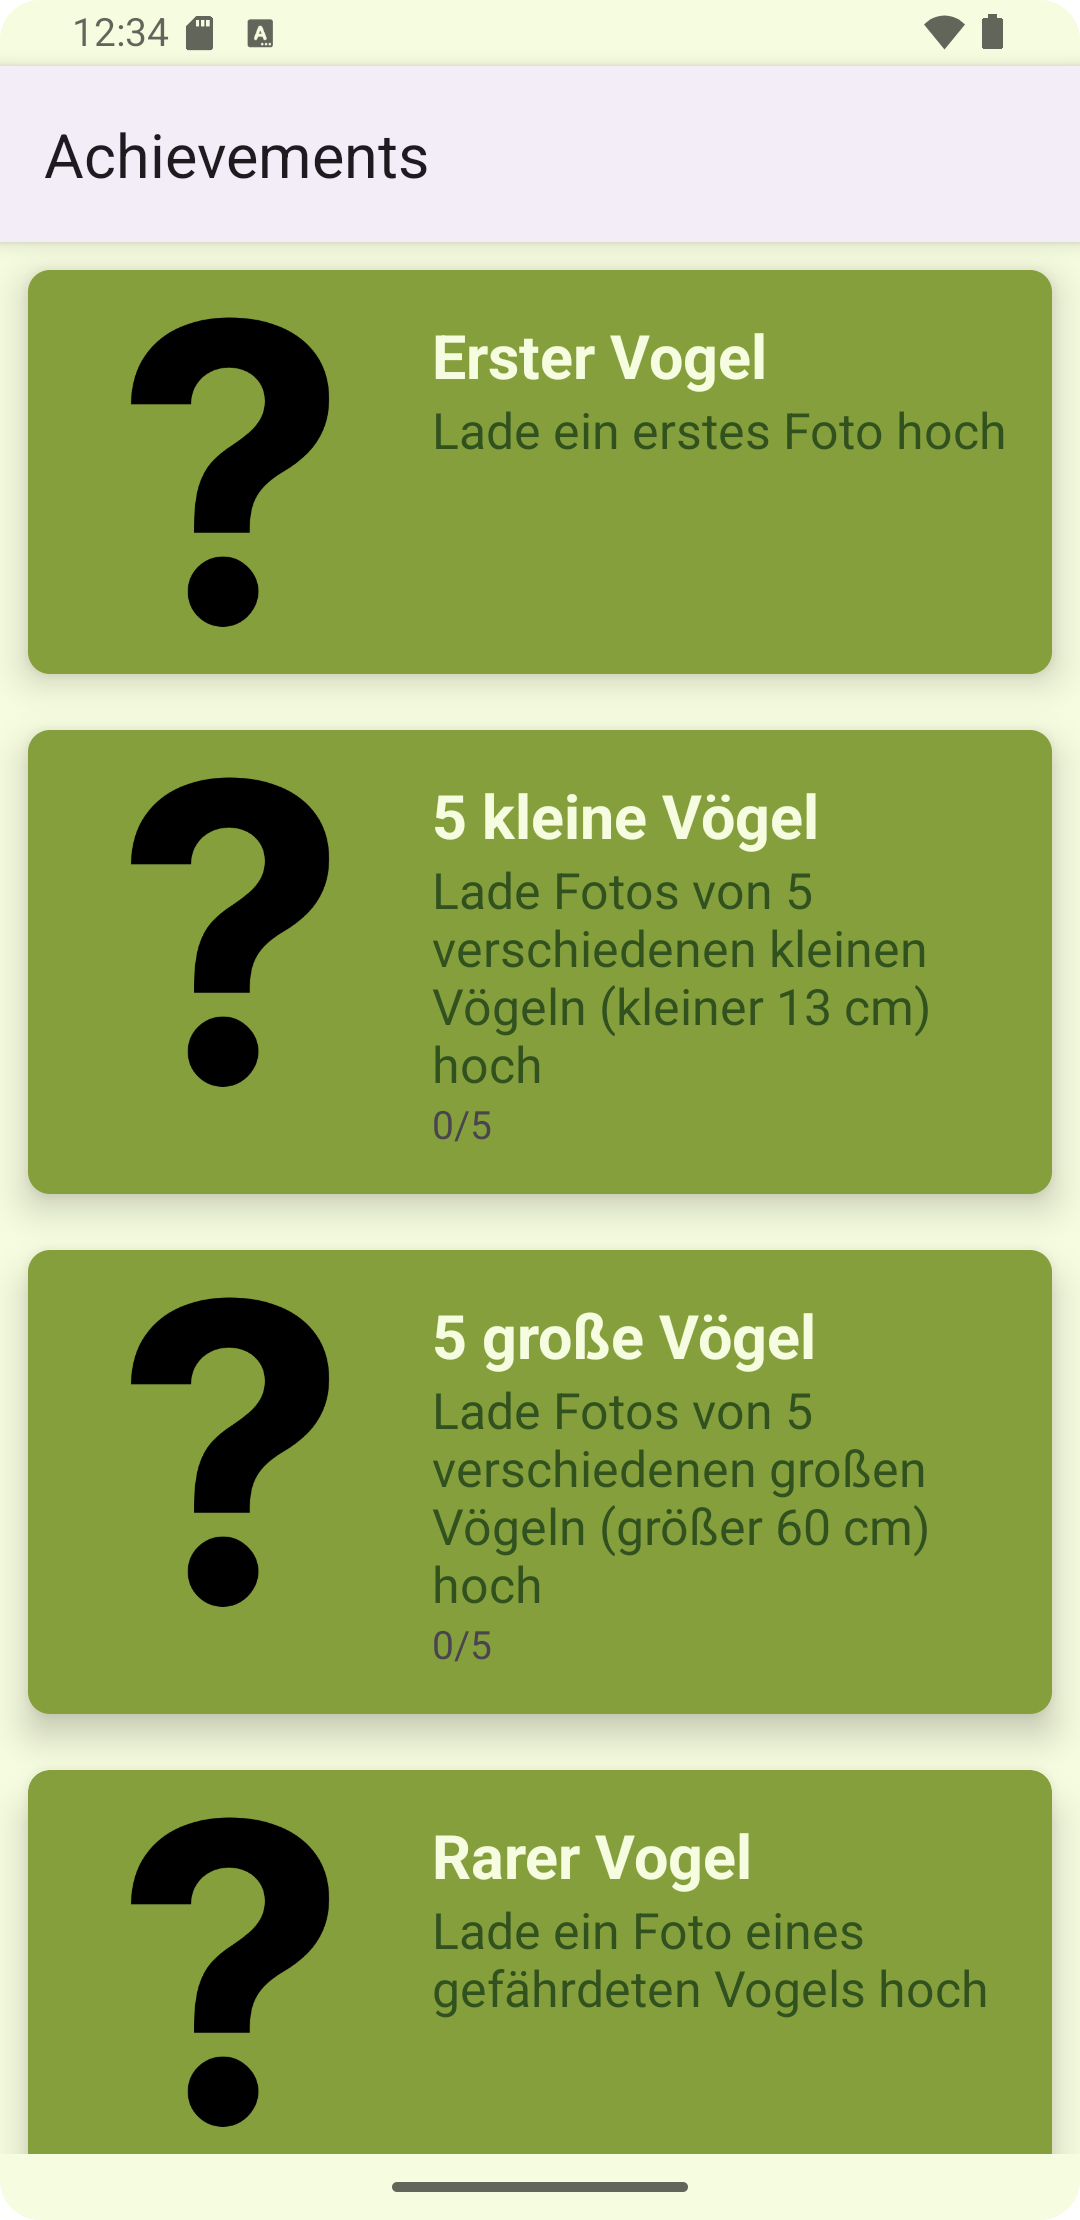 12:34
Achievements
Erster Vogel
Lade ein erstes Foto hoch
5 kleine Vögel
Lade Fotos von 5
verschiedenen kleinen
Vögeln (kleiner 13 cm)
hoch
0/5
5 große Vögel
Lade Fotos von 5
verschiedenen großen
Vögeln (größer 60 cm)
hoch
0/5
Rarer Vogel
Lade ein Foto eines
gefährdeten Vogels hoch